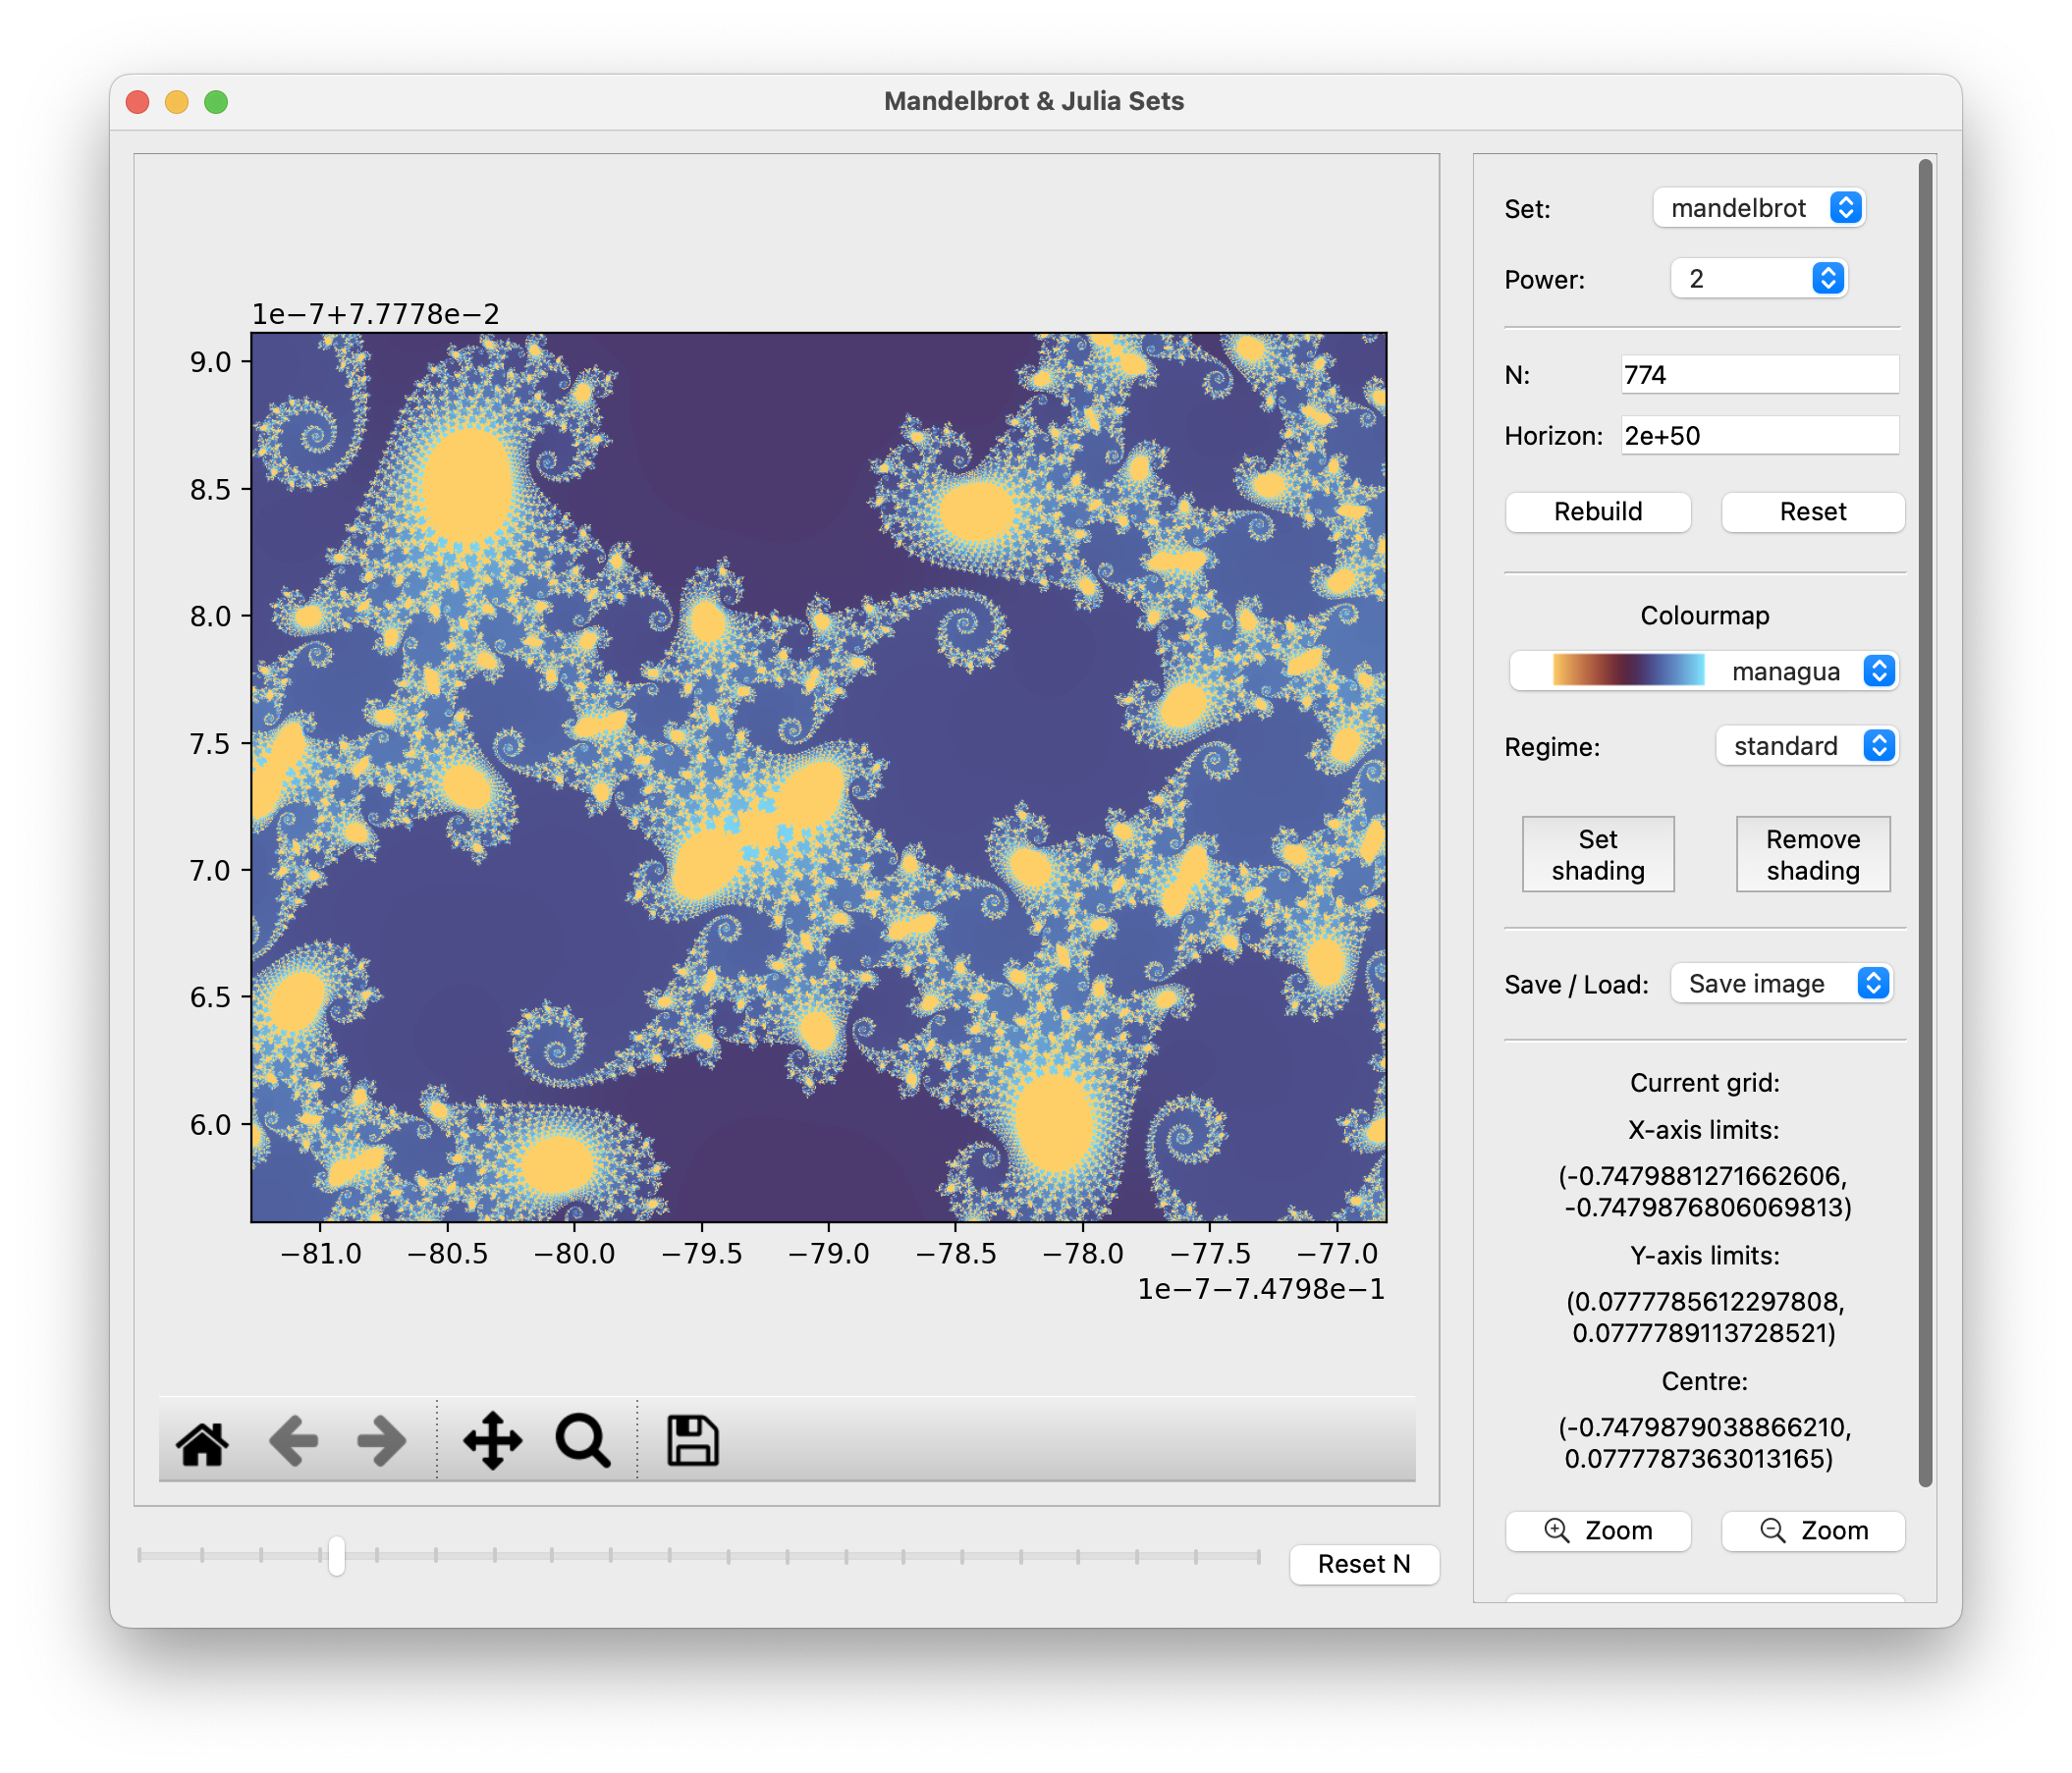 Mandelbrot & Julia Sets
1e−7+7.7778e−2
9.0
8.5
8.0
7.5
7.0
6.5
6.0
−81.0 −80.5 −80.0 −79.5 −79.0 −78.5 −78.0 −77.5 −77.0
1e−7−7.4798e−1
Reset N
Set: mandelbrot
Power: 2
N: 774
Horizon: 2e+50
Rebuild Reset
Colourmap
managua
Regime: standard
Set
shading
Remove
shading
Save / Load: Save image
Current grid:
X-axis limits:
(-0.7479881271662606,
-0.7479876806069813)
Y-axis limits:
(0.0777785612297808,
0.0777789113728521)
Centre:
(-0.7479879038866210,
0.0777787363013165)
Zoom Zoom